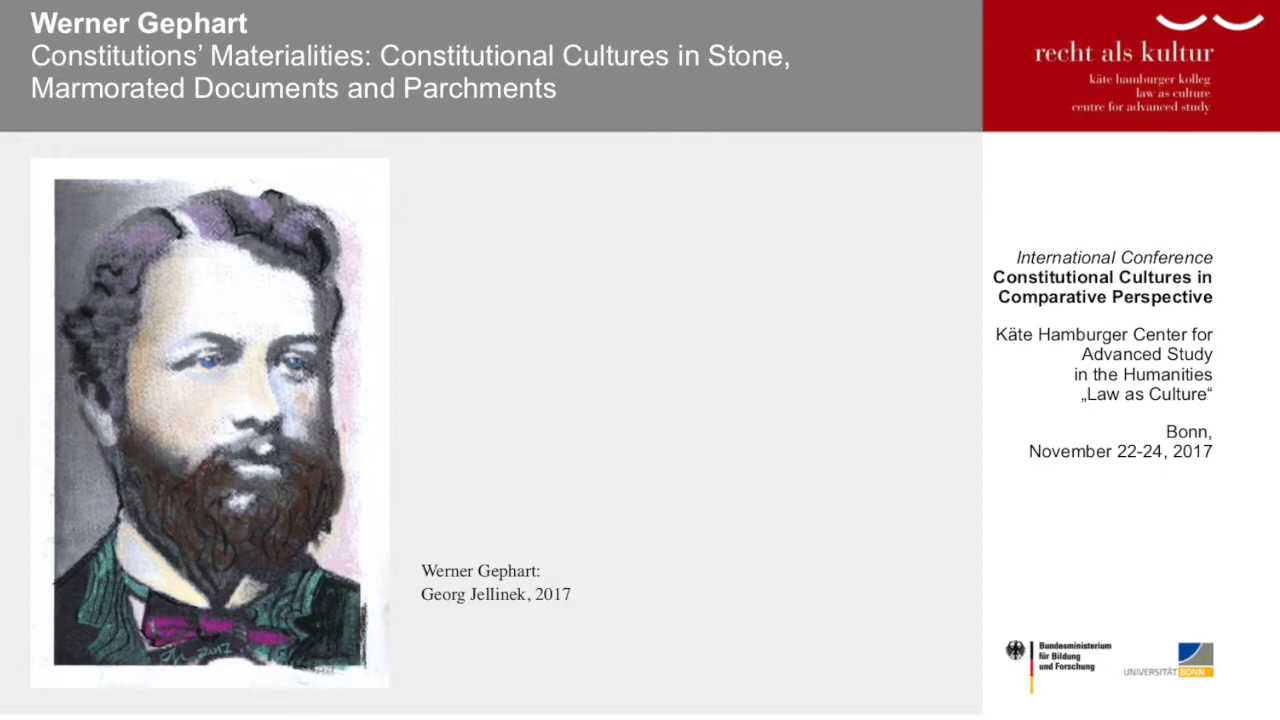 Werner Gephart
Constitutions’ Materialities: Constitutional Cultures in Stone,
Marmorated Documents and Parchments
recht als kultur
käte hamburger kolleg
law as culture
centre for advanced study
International Conference
Constitutional Cultures in
Comparative Perspective
Käte Hamburger Center for
Advanced Study
in the Humanities
„Law as Culture“
Bonn,
November 22-24, 2017
Werner Gephart:
Georg Jellinek, 2017
2017
Bundesministerium
für Bildung
und Forschung
UNIVERSITÄT BONN